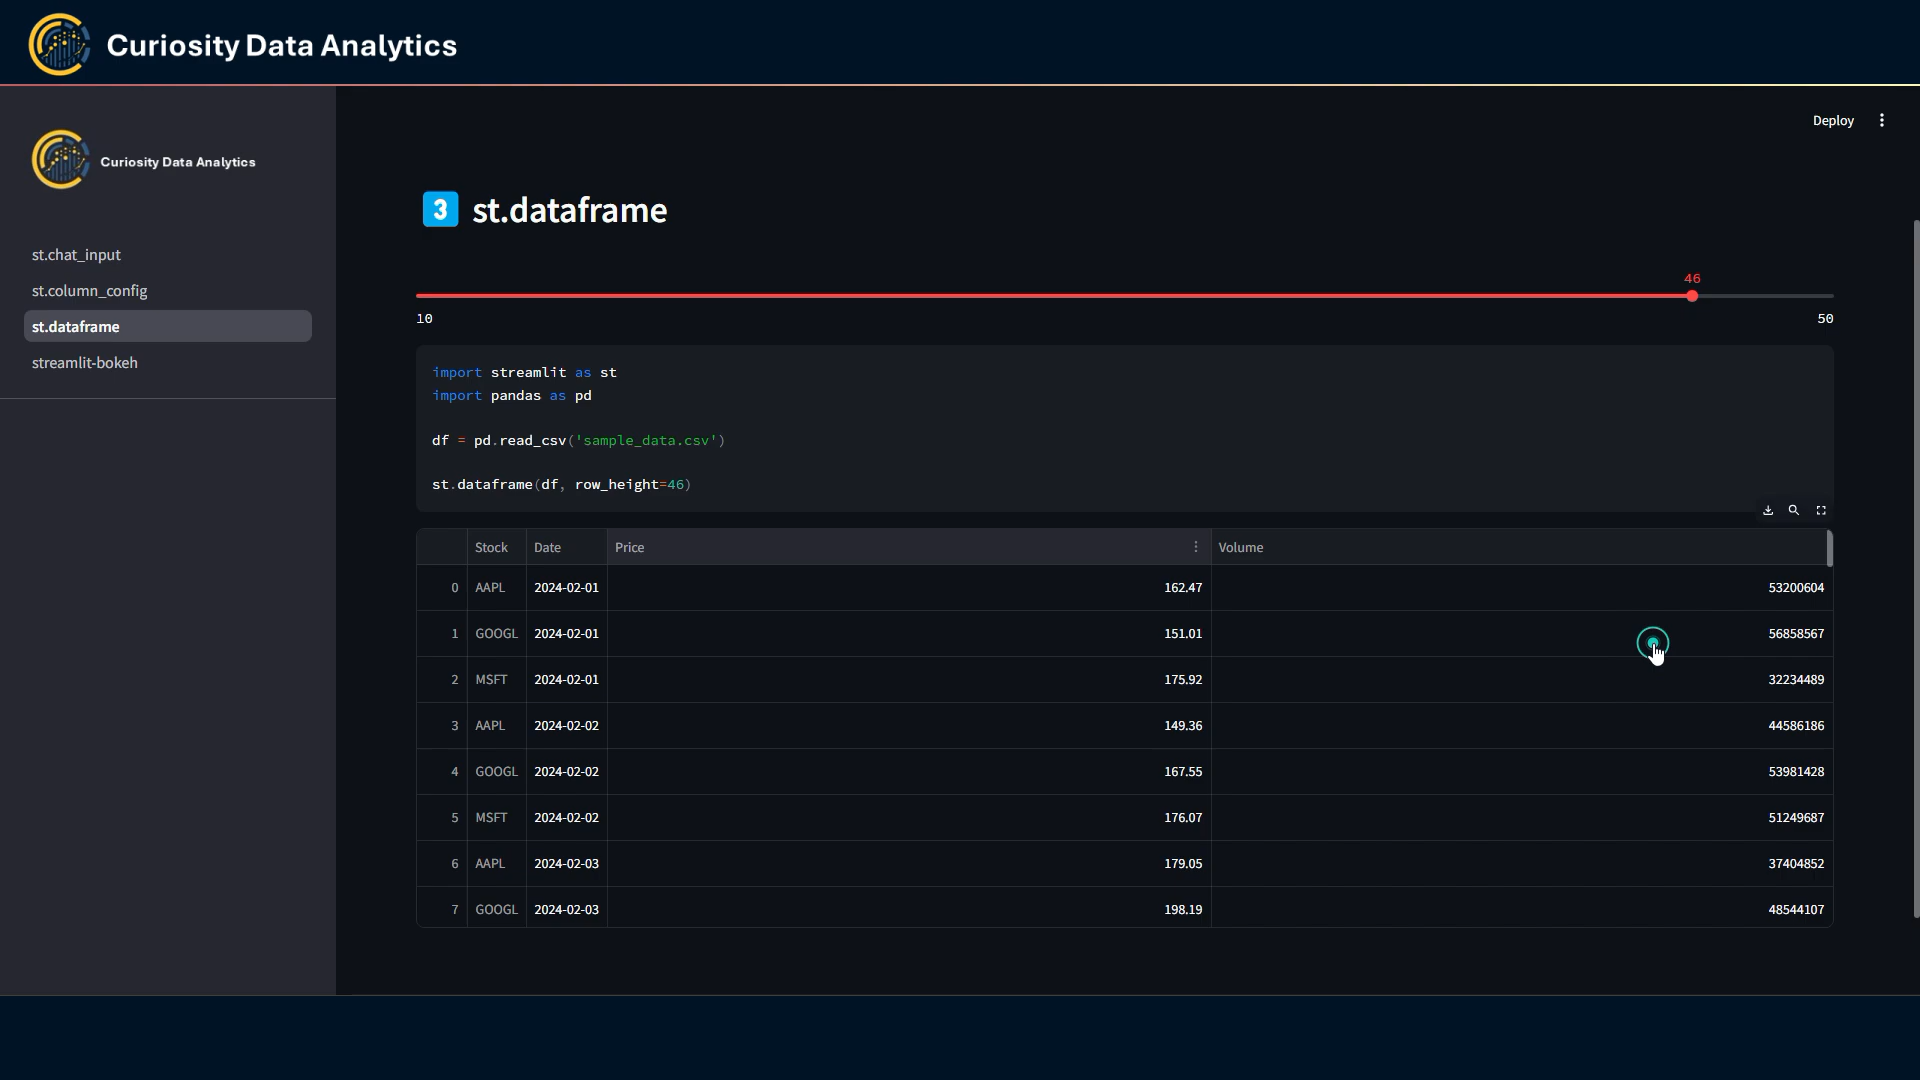 Curiosity Data Analytics
Deploy
Curiosity Data Analytics
st.chat_input
st.column_config
st.dataframe
streamlit-bokeh
3 st.dataframe
46
10 50
import streamlit as st
import pandas as pd
df = pd.read_csv('sample_data.csv')
st.dataframe(df, row_height=46)
Stock Date Price Volume
0 AAPL 2024-02-01 162.47 53200604
1 GOOGL 2024-02-01 151.01 56858567
2 MSFT 2024-02-01 175.92 32234489
3 AAPL 2024-02-02 149.36 44586186
4 GOOGL 2024-02-02 167.55 53981428
5 MSFT 2024-02-02 176.07 51249687
6 AAPL 2024-02-03 179.05 37404852
7 GOOGL 2024-02-03 198.19 48544107